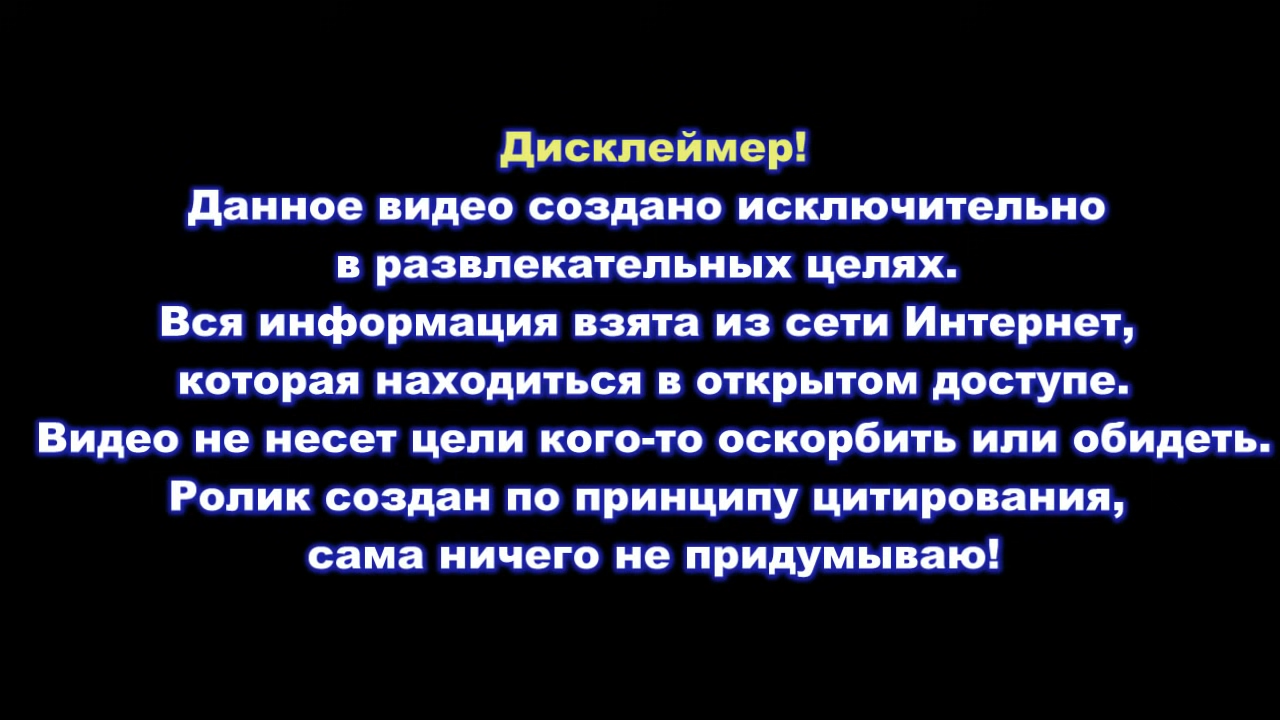 Дисклеймер!
Данное видео создано исключительно
в развлекательных целях.
Вся информация взята из сети Интернет,
которая находиться в открытом доступе.
Видео не несет цели кого-то оскорбить или обидеть.
Ролик создан по принципу цитирования,
сама ничего не придумываю!